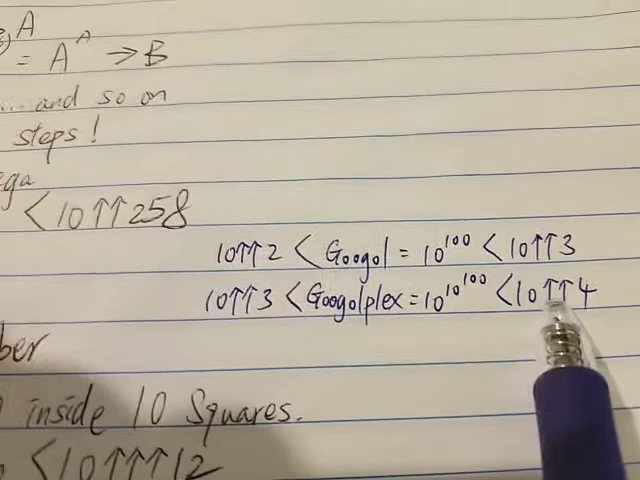 A
= A^A → B
... and so on
steps!
ga
< 10↑↑258
10↑↑2 < Googol = 10^100 < 10↑↑3
10↑↑3 < Googolplex = 10^10^100 < 10↑↑4
ber
inside 10 Squares.
< 10↑↑↑12